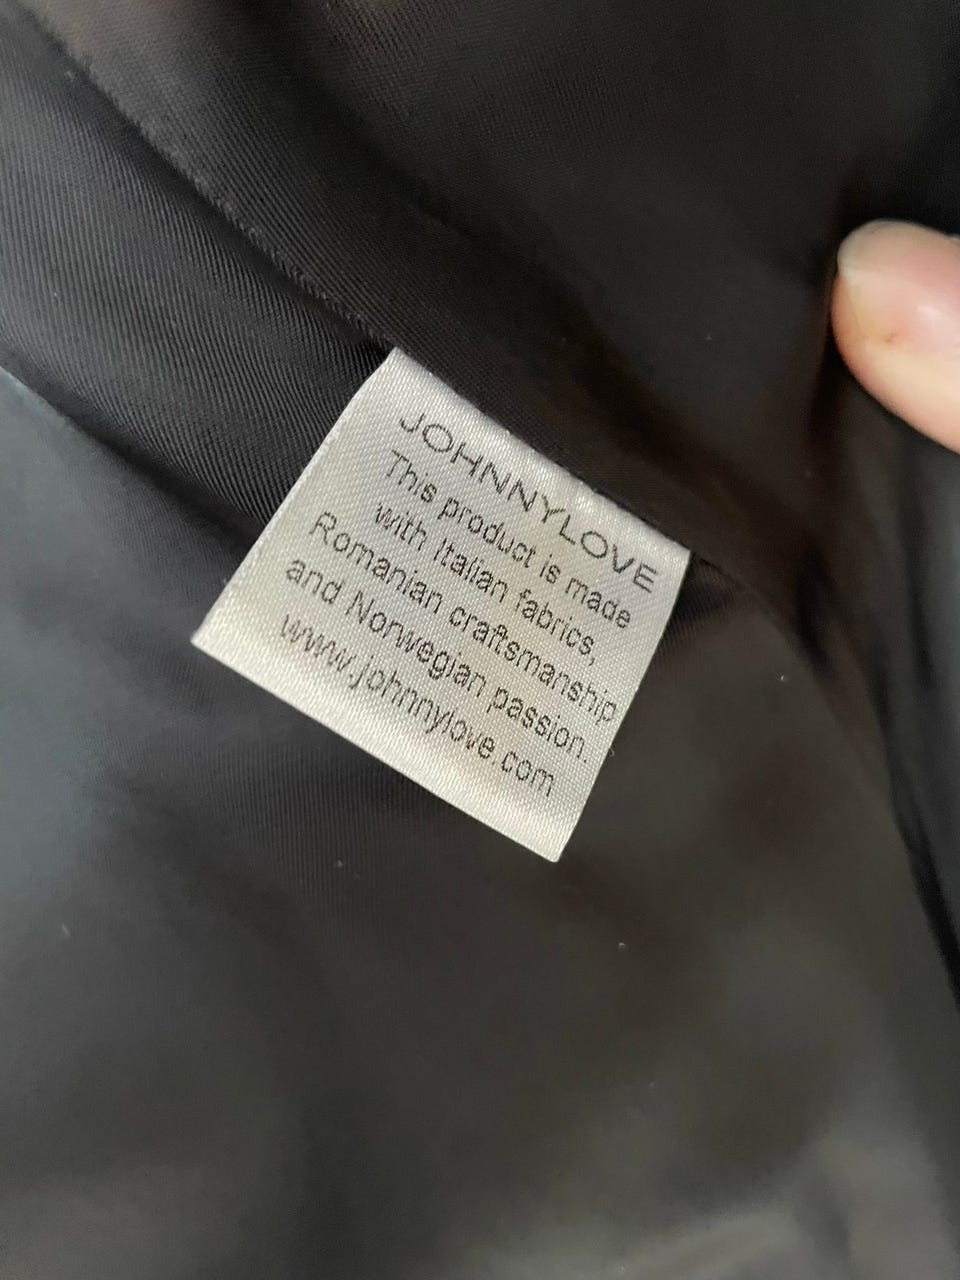 JOHNNYLOVE
This product is made
with Italian fabrics,
Romanian craftsmanship
and Norwegian passion.
www.johnnylove.com